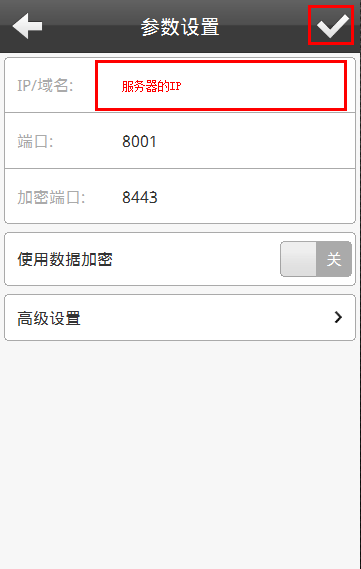 参数设置
IP/域名: 服务器的IP
端口: 8001
加密端口: 8443
使用数据加密 关
高级设置